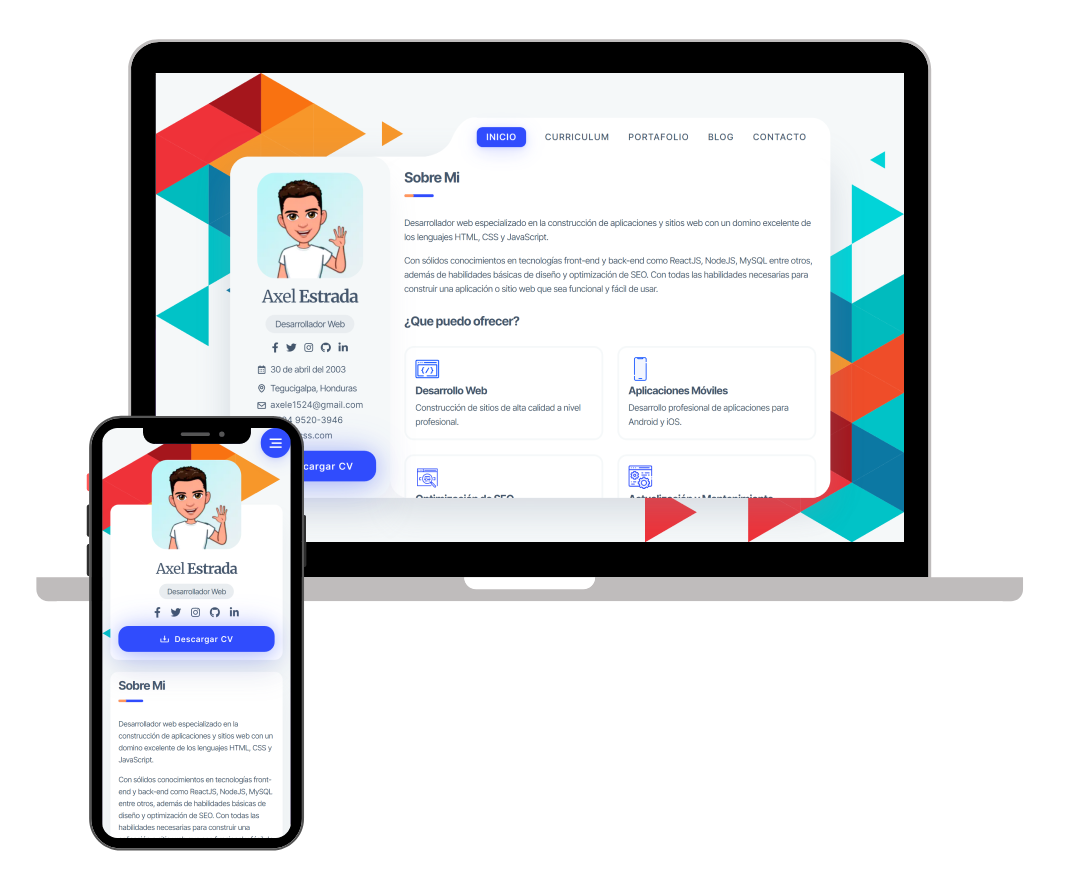 INICIO CURRICULUM PORTAFOLIO BLOG CONTACTO
Axel Estrada
Desarrollador Web
30 de abril del 2003
Tegucigalpa, Honduras
axele1524@gmail.com
9520-3946
ss.com
cargar CV
Sobre Mi
Desarrollador web especializado en la construcción de aplicaciones y sitios web con un domino excelente de
los lenguajes HTML, CSS y JavaScript.
Con sólidos conocimientos en tecnologías front-end y back-end como ReactJS, NodeJS, MySQL entre otros,
además de habilidades básicas de diseño y optimización de SEO. Con todas las habilidades necesarias para
construir una aplicación o sitio web que sea funcional y fácil de usar.
¿Que puedo ofrecer?
Desarrollo Web
Construcción de sitios de alta calidad a nivel
profesional.
Aplicaciones Móviles
Desarrollo profesional de aplicaciones para
Android y iOS.
Optimización de SEO
Actualización y Mantenimiento
Axel Estrada
Desarrollador Web
Descargar CV
Sobre Mi
Desarrollador web especializado en la
construcción de aplicaciones y sitios web con un
domino excelente de los lenguajes HTML, CSS y
JavaScript.
Con sólidos conocimientos en tecnologías front-
end y back-end como ReactJS, NodeJS, MySQL
entre otros, además de habilidades básicas de
diseño y optimización de SEO. Con todas las
habilidades necesarias para construir una